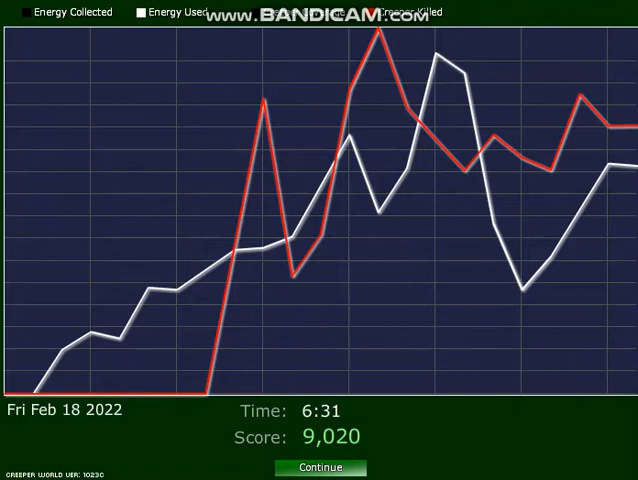 Energy Collected Energy Used Creeper Killed
www.BANDICAM.com
Fri Feb 18 2022
Time: 6:31
Score: 9,020
Continue
CREEPER WORLD VER: 1023C